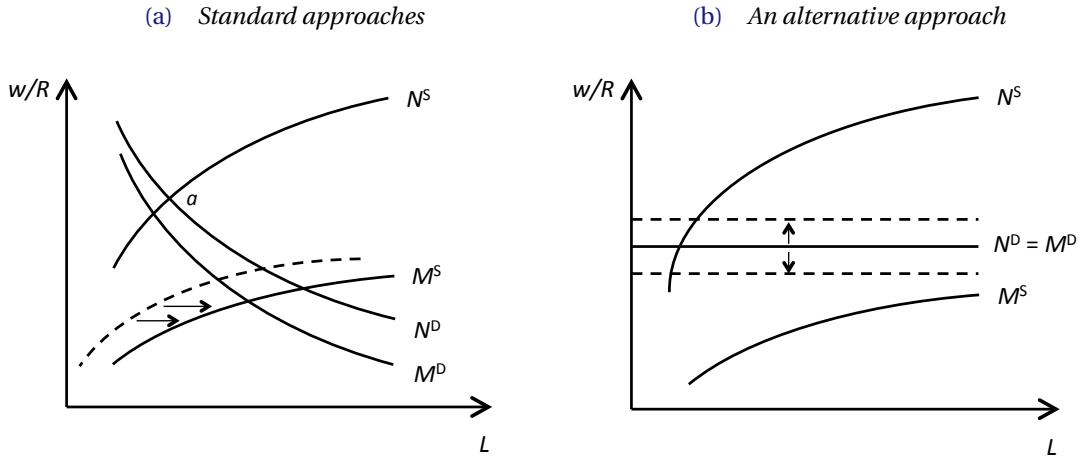 (a) Standard approaches
(b) An alternative approach
w/R
N^S
a
M^S
N^D
M^D
L
w/R
N^S
N^D = M^D
M^S
L